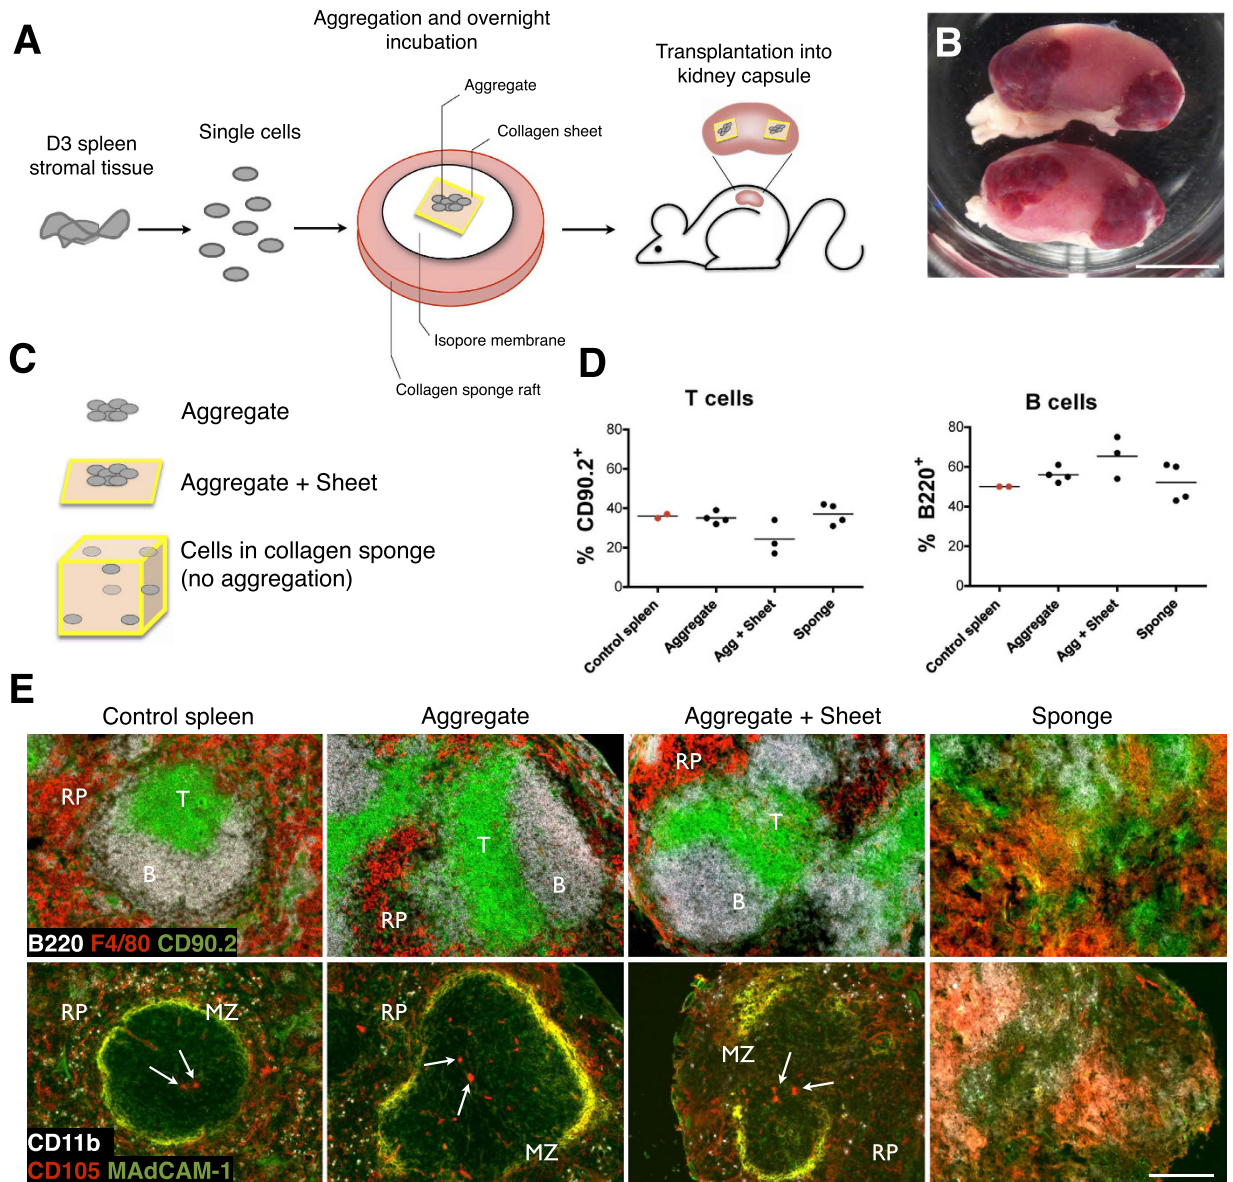 A
Aggregation and overnight
incubation
Aggregate
Collagen sheet
D3 spleen
stromal tissue
Single cells
Isopore membrane
Collagen sponge raft
Transplantation into
kidney capsule
B
C
Aggregate
Aggregate + Sheet
Cells in collagen sponge
(no aggregation)
D
T cells
% CD90.2+
80
60
40
20
0
Control spleen
Aggregate
Agg + Sheet
Sponge
B cells
% B220+
80
60
40
20
0
Control spleen
Aggregate
Agg + Sheet
Sponge
E
Control spleen
Aggregate
Aggregate + Sheet
Sponge
RP
T
B
B220 F4/80 CD90.2
T
B
RP
RP
T
B
RP
MZ
CD11b
CD105 MAdCAM-1
RP
MZ
MZ
RP